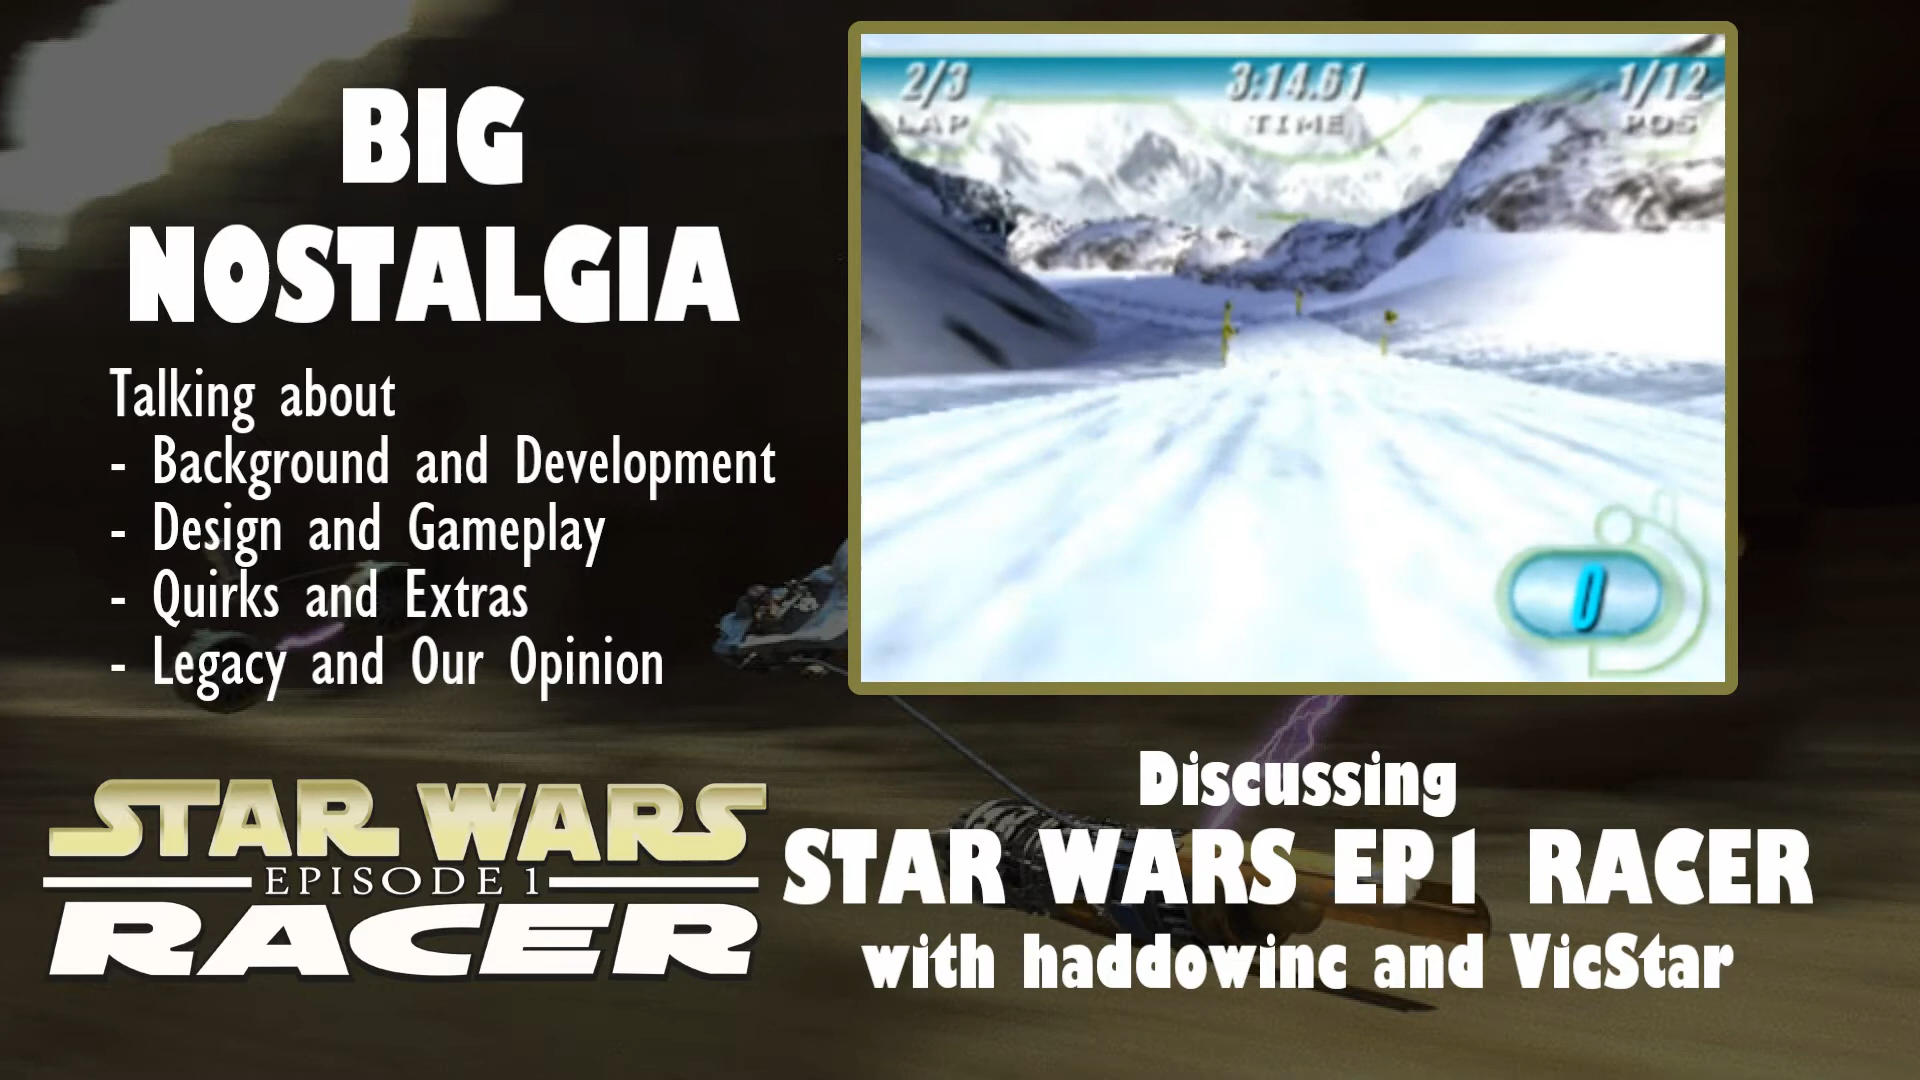 BIG
NOSTALGIA
Talking about
- Background and Development
- Design and Gameplay
- Quirks and Extras
- Legacy and Our Opinion
2/3
LAP
3:14.61
TIME
1/12
POS
0
STAR WARS
EPISODE 1
RACER
Discussing
STAR WARS EP1 RACER
with haddowinc and VicStar